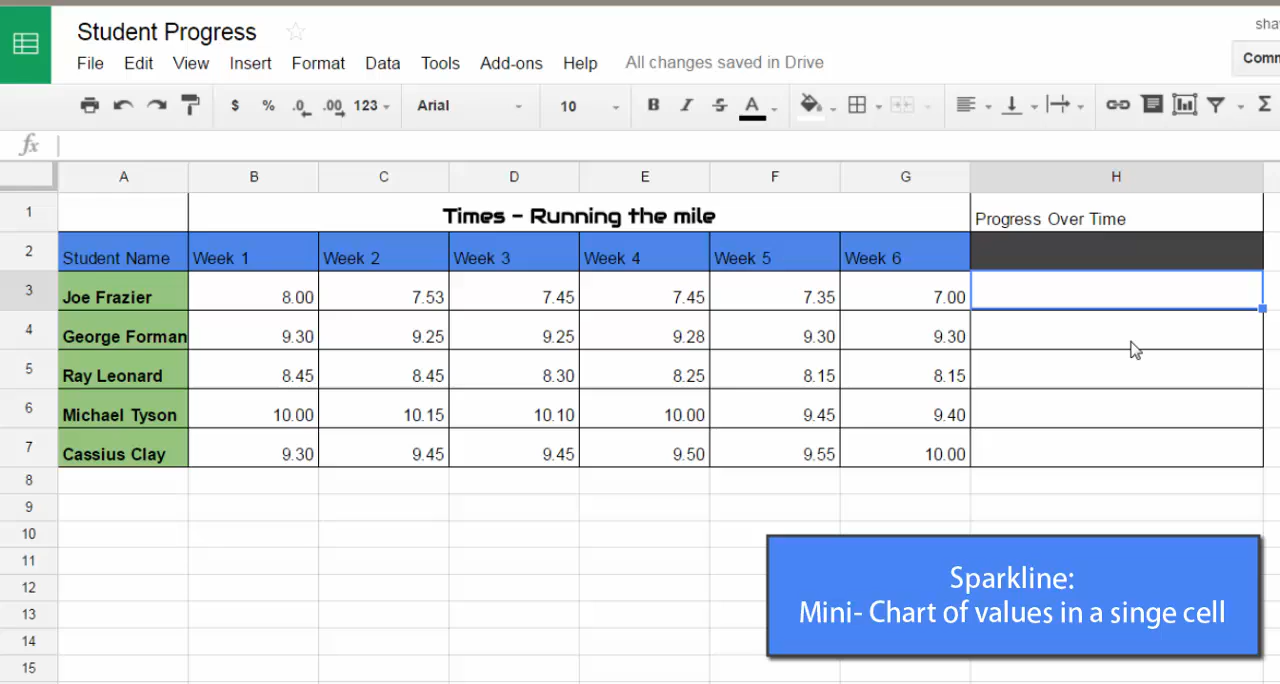 Student Progress
sha
File Edit View Insert Format Data Tools Add-ons Help All changes saved in Drive
Comm
$ % .0 .00 123 Arial 10 B I S A Σ
fx
A B C D E F G H
1 Times - Running the mile Progress Over Time
2 Student Name Week 1 Week 2 Week 3 Week 4 Week 5 Week 6
3 Joe Frazier 8.00 7.53 7.45 7.45 7.35 7.00
4 George Forman 9.30 9.25 9.25 9.28 9.30 9.30
5 Ray Leonard 8.45 8.45 8.30 8.25 8.15 8.15
6 Michael Tyson 10.00 10.15 10.10 10.00 9.45 9.40
7 Cassius Clay 9.30 9.45 9.45 9.50 9.55 10.00
8
9
10
11
12
13
14
15
Sparkline:
Mini- Chart of values in a singe cell